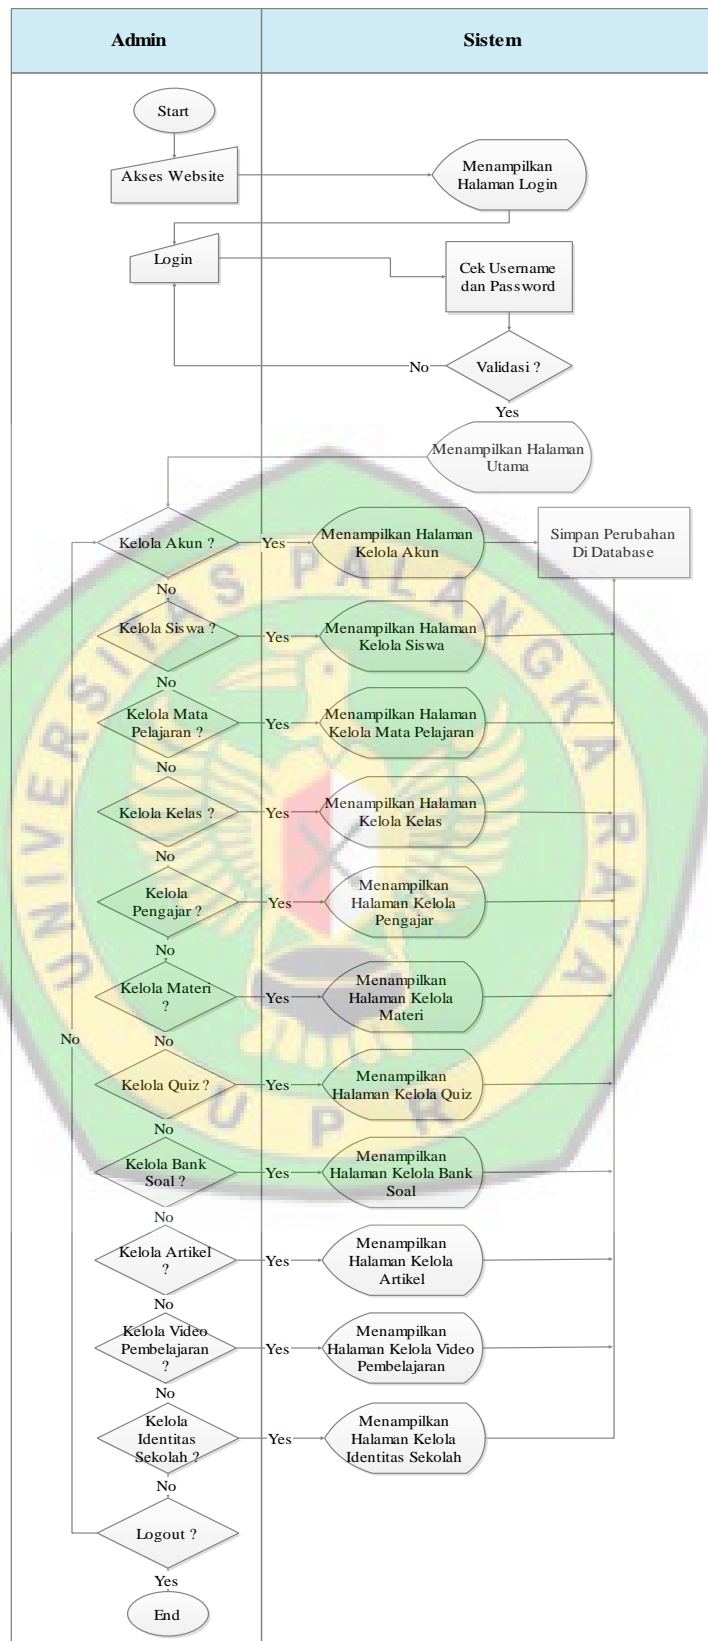 Admin
Sistem
Start
Akses Website
Menampilkan
Halaman Login
Login
Cek Username
dan Password
No
Validasi ?
Yes
Menampilkan Halaman
Utama
Kelola Akun ?
Yes
Menampilkan Halaman
Kelola Akun
Simpan Perubahan
Di Database
No
Kelola Siswa ?
Yes
Menampilkan Halaman
Kelola Siswa
No
Kelola Mata
Pelajaran ?
Yes
Menampilkan Halaman
Kelola Mata Pelajaran
No
Kelola Kelas ?
Yes
Menampilkan Halaman
Kelola Kelas
No
Kelola
Pengajar ?
Yes
Menampilkan
Halaman Kelola
Pengajar
No
Kelola Materi
?
Yes
Menampilkan
Halaman Kelola
Materi
No
No
Kelola Quiz ?
Yes
Menampilkan
Halaman Kelola Quiz
No
Kelola Bank
Soal ?
Yes
Menampilkan
Halaman Kelola Bank
Soal
No
Kelola Artikel
?
Yes
Menampilkan
Halaman Kelola
Artikel
No
Kelola Video
Pembelajaran
?
Yes
Menampilkan
Halaman Kelola Video
Pembelajaran
No
Kelola
Identitas
Sekolah ?
Yes
Menampilkan
Halaman Kelola
Identitas Sekolah
No
Logout ?
Yes
End
UNIVERSITAS PALANGKA RAYA
UPR